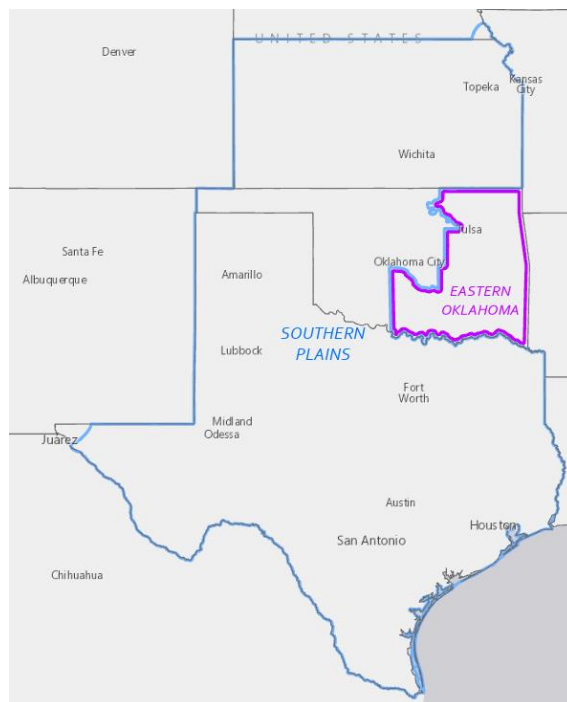 UNITED STATES
Denver
Topeka
Kansas
City
Wichita
Tulsa
Santa Fe
Oklahoma City
Albuquerque
Amarillo
EASTERN
OKLAHOMA
SOUTHERN
PLAINS
Lubbock
Fort
Worth
Midland
Odessa
Juárez
Austin
Houston
San Antonio
Chihuahua